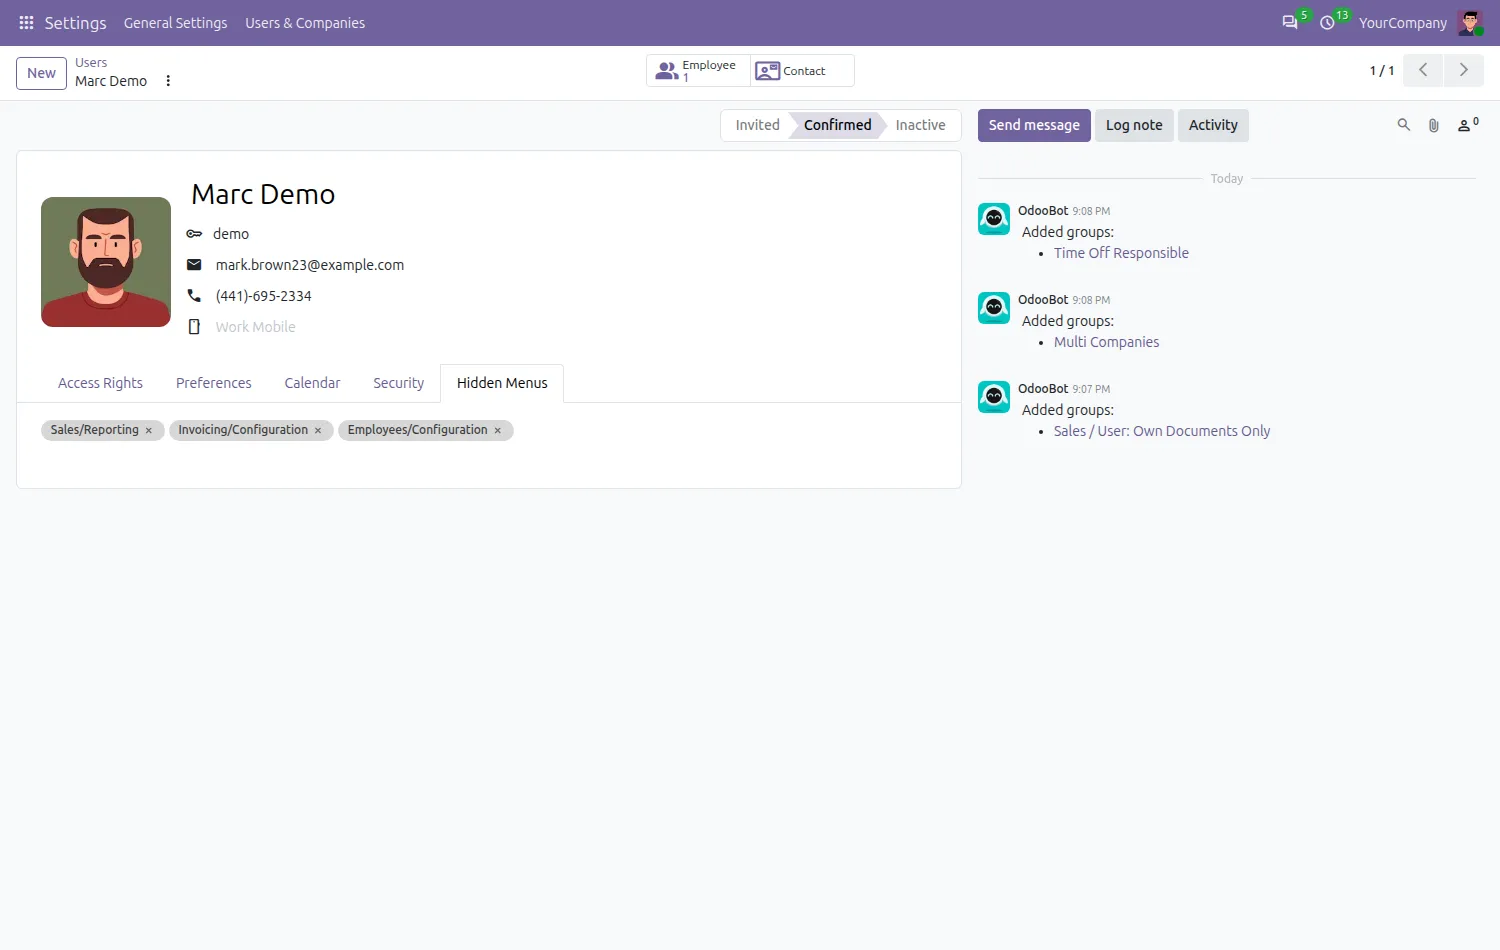 Settings General Settings Users & Companies 5 13 YourCompany
New Users
Marc Demo
Employee
1
Contact
1 / 1
Invited Confirmed Inactive
Send message Log note Activity 0
Marc Demo
demo
mark.brown23@example.com
(441)-695-2334
Work Mobile
Access Rights Preferences Calendar Security Hidden Menus
Sales/Reporting × Invoicing/Configuration × Employees/Configuration ×
Today
OdooBot 9:08 PM
Added groups:
• Time Off Responsible
OdooBot 9:08 PM
Added groups:
• Multi Companies
OdooBot 9:07 PM
Added groups:
• Sales / User: Own Documents Only